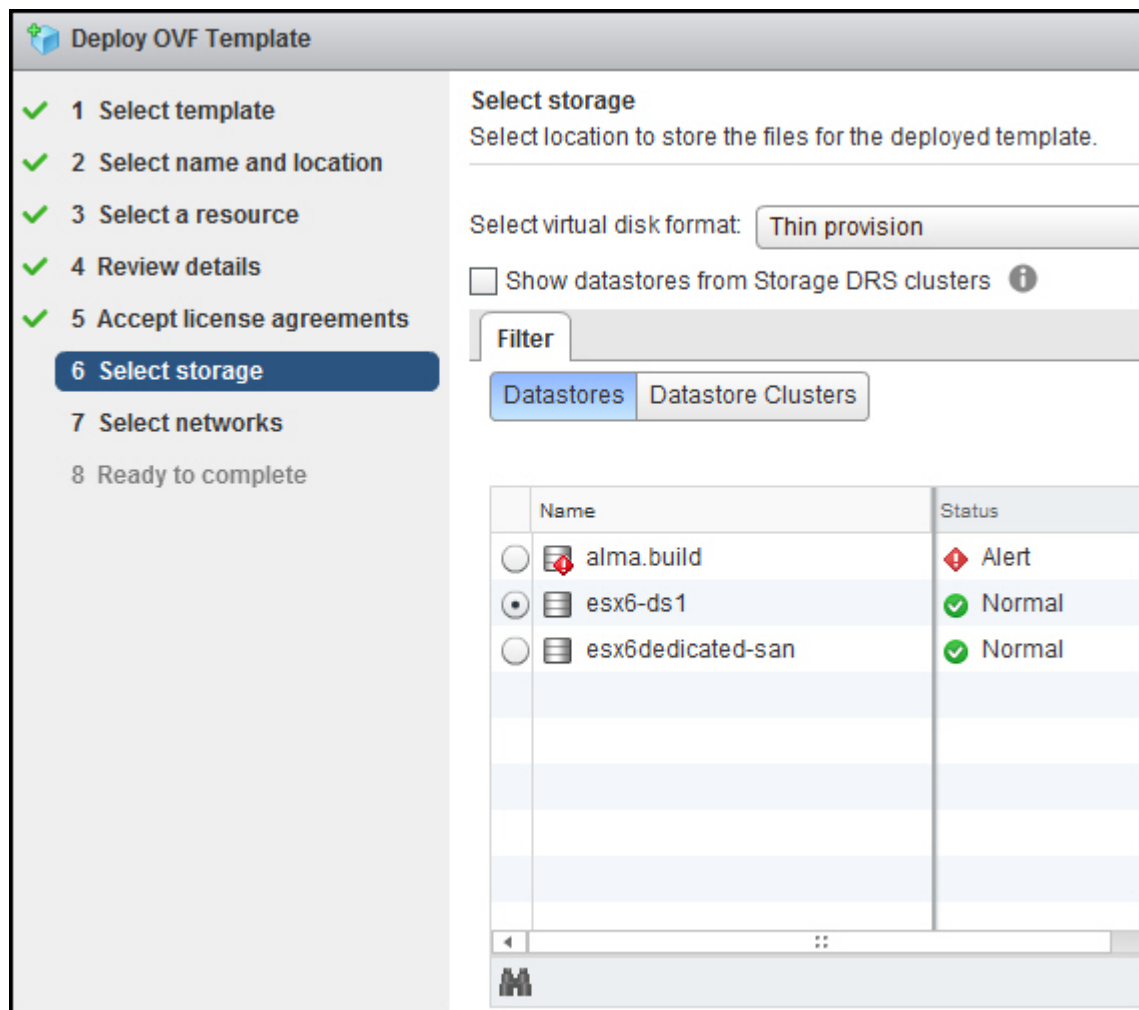 Deploy OVF Template
1 Select template
2 Select name and location
3 Select a resource
4 Review details
5 Accept license agreements
6 Select storage
7 Select networks
8 Ready to complete
Select storage
Select location to store the files for the deployed template.
Select virtual disk format: Thin provision
Show datastores from Storage DRS clusters
Filter
Datastores Datastore Clusters
Name Status
alma.build Alert
esx6-ds1 Normal
esx6dedicated-san Normal